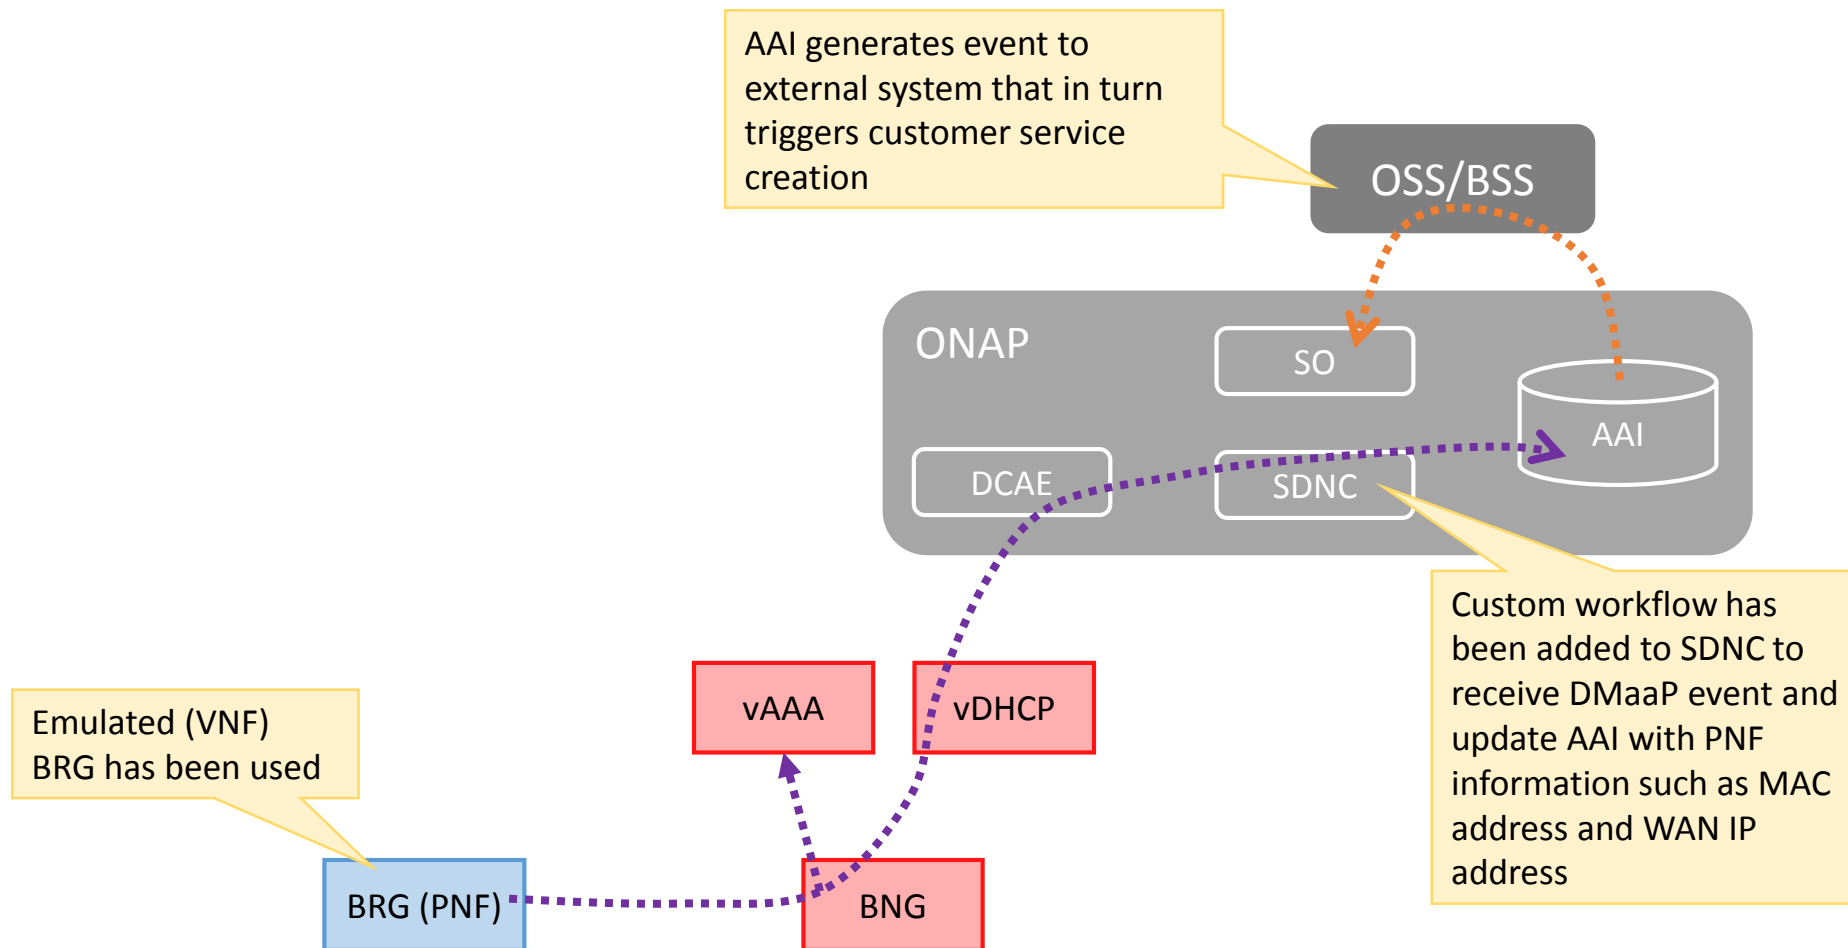 AAI generates event to
external system that in turn
triggers customer service
creation
OSS/BSS
ONAP
SO
AAI
DCAE
SDNC
Custom workflow has
been added to SDNC to
receive DMaaP event and
update AAI with PNF
information such as MAC
address and WAN IP
address
vAAA
vDHCP
Emulated (VNF)
BRG has been used
BRG (PNF)
BNG